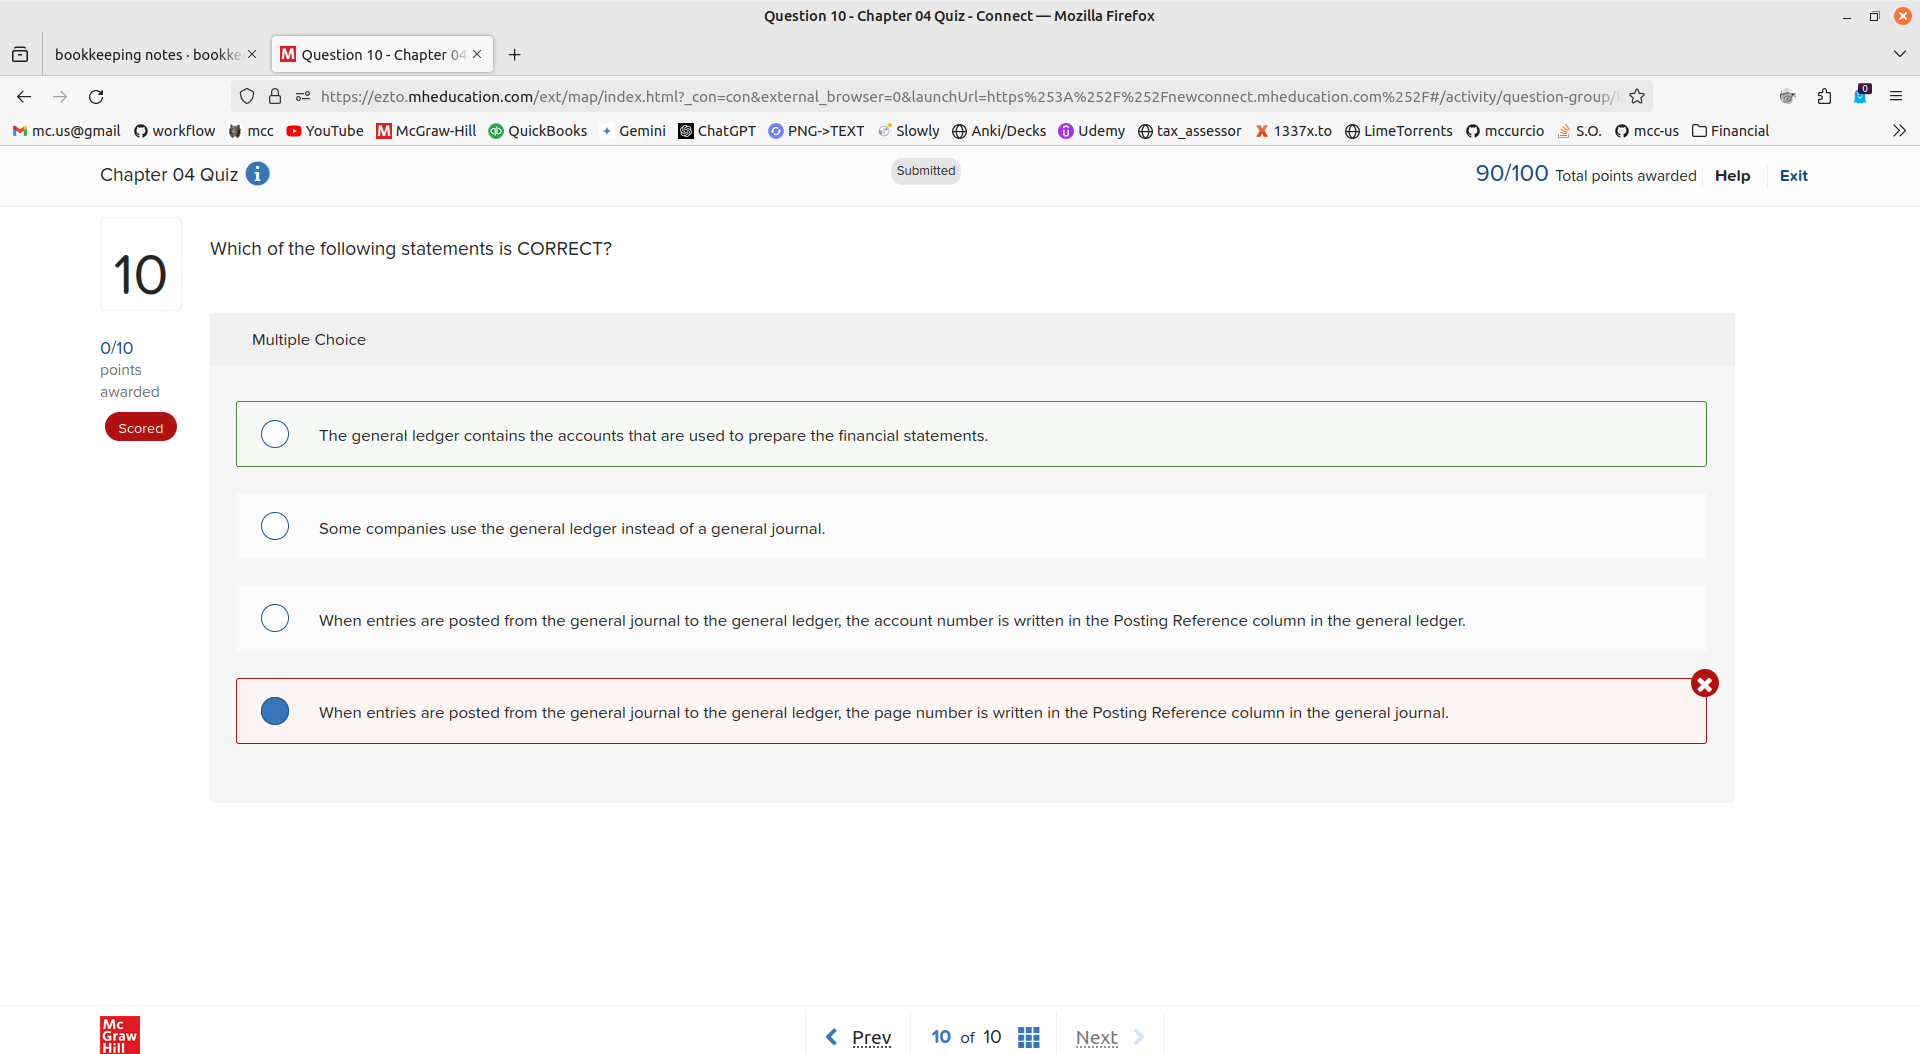 Question 10 - Chapter 04 Quiz - Connect — Mozilla Firefox
bookkeeping notes · bookke
Question 10 - Chapter 04
https://ezto.mheducation.com/ext/map/index.html?_con=con&external_browser=0&launchUrl=https%253A%252F%252Fnewconnect.mheducation.com%252F#/activity/question-group/
0
mc.us@gmail workflow mcc YouTube McGraw-Hill QuickBooks Gemini ChatGPT PNG->TEXT Slowly Anki/Decks Udemy tax_assessor 1337x.to LimeTorrents mccurcio S.O. mcc-us Financial
Chapter 04 Quiz
Submitted
90/100 Total points awarded
Help
Exit
10
Which of the following statements is CORRECT?
0/10
points
awarded
Scored
Multiple Choice
The general ledger contains the accounts that are used to prepare the financial statements.
Some companies use the general ledger instead of a general journal.
When entries are posted from the general journal to the general ledger, the account number is written in the Posting Reference column in the general ledger.
When entries are posted from the general journal to the general ledger, the page number is written in the Posting Reference column in the general journal.
Mc
Graw
Hill
Prev
10 of 10
Next